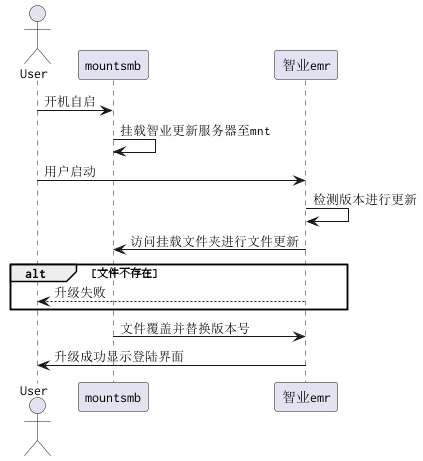 User
mountsmb
智业emr
开机自启
挂载智业更新服务器至mnt
用户启动
检测版本进行更新
访问挂载文件夹进行文件更新
alt
[文件不存在]
升级失败
文件覆盖并替换版本号
升级成功显示登陆界面
User
mountsmb
智业emr